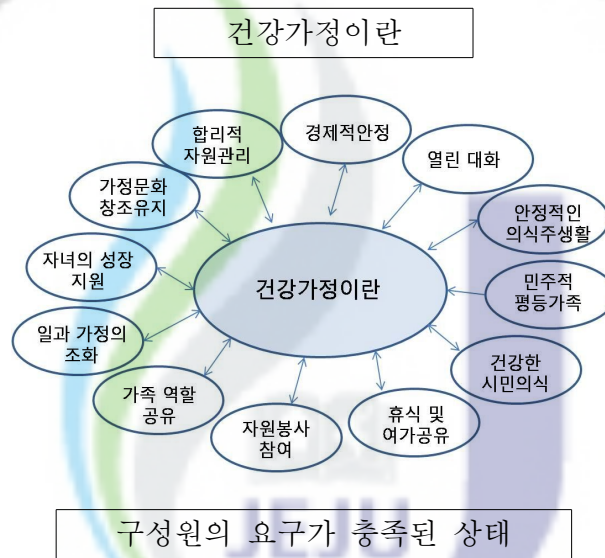 건강가정이란
경제적안정
합리적
자원관리
열린 대화
가정문화
창조유지
안정적인
의식주생활
자녀의 성장
지원
건강가정이란
민주적
평등가족
일과 가정의
조화
건강한
시민의식
가족 역할
공유
자원봉사
참여
휴식 및
여가공유
JEJU
구성원의 요구가 충족된 상태